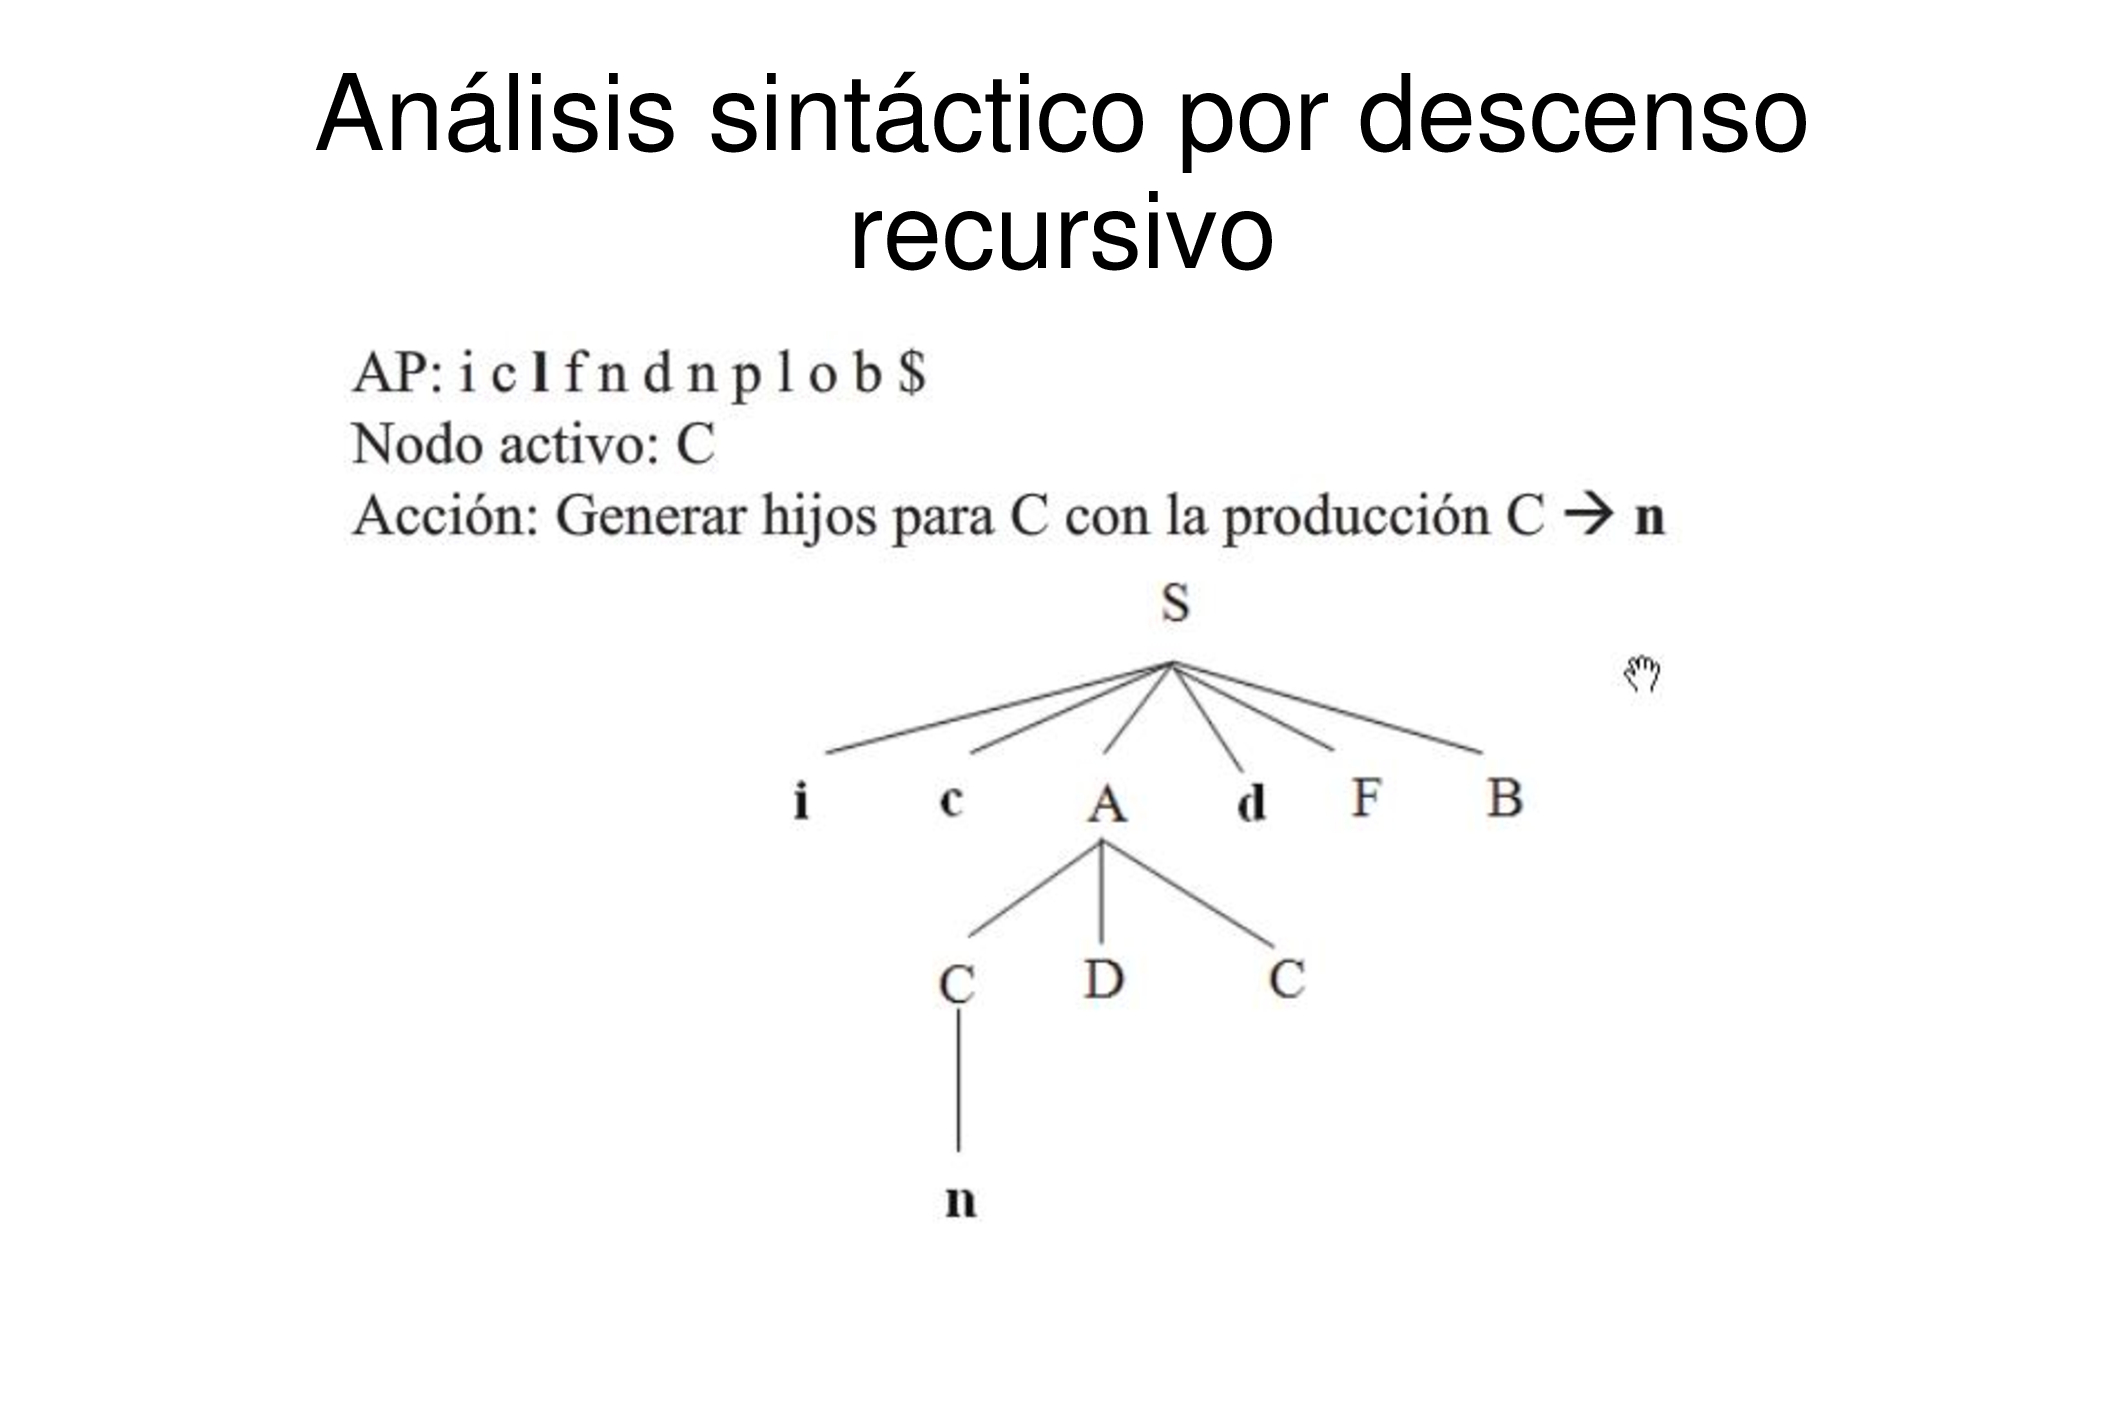 Análisis sintáctico por descenso
recursivo
AP: i c l f n d n p l o b $
Nodo activo: C
Acción: Generar hijos para C con la producción C → n
S
i c A d F B
C D C
n